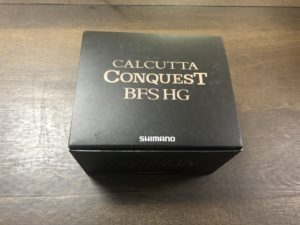 CALCUTTA
CONQUEST
BFS HG
SHIMANO